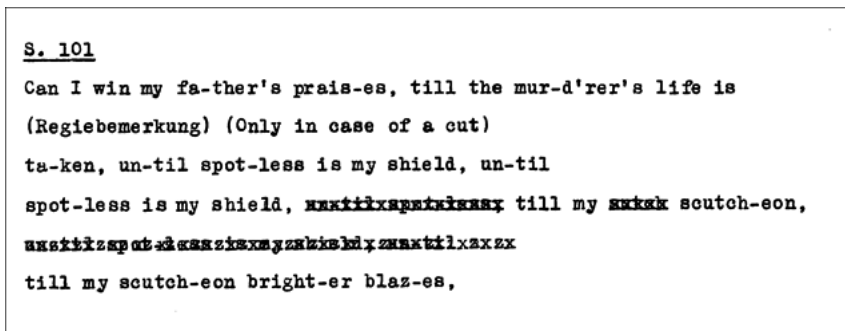 S. 101
Can I win my fa-ther's prais-es, till the mur-d'rer's life is
(Regiebemerkung) (Only in case of a cut)
ta-ken, un-til spot-less is my shield, un-til
spot-less is my shield, till my scutch-eon,
till my scutch-eon bright-er blaz-es,